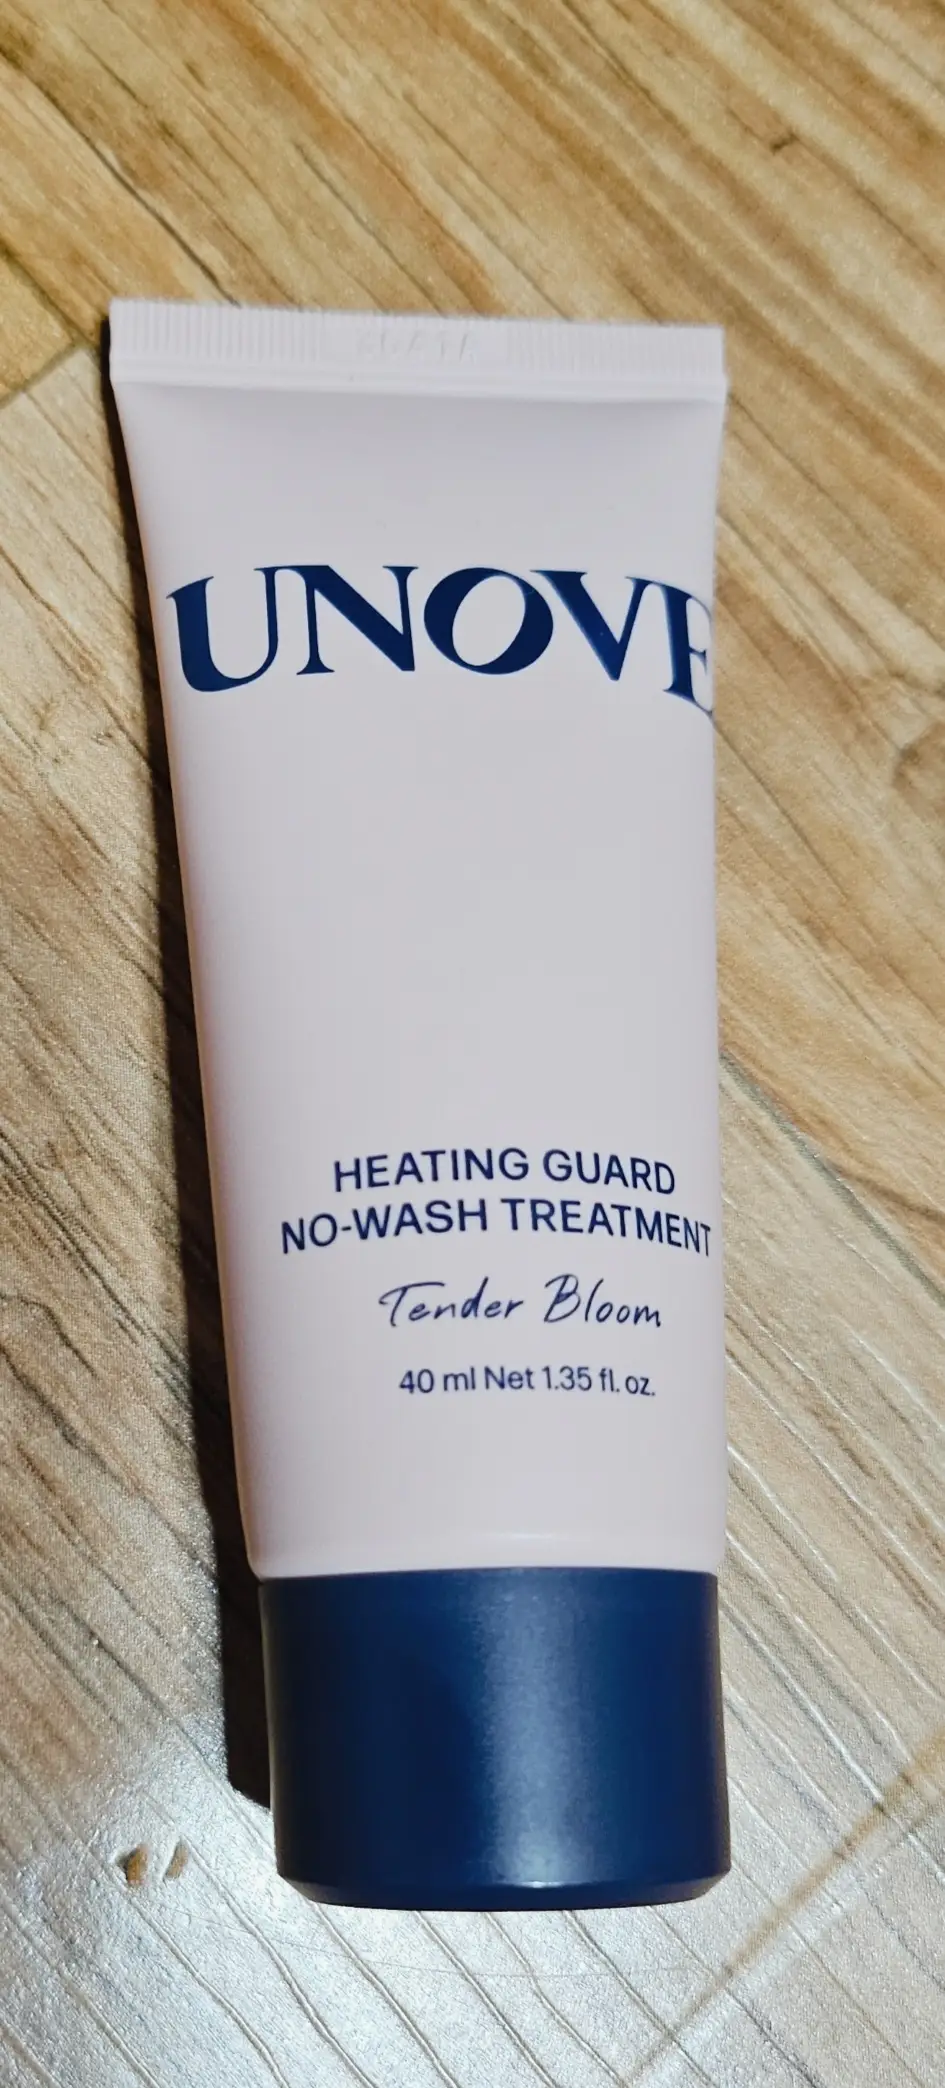 UNOVE
HEATING GUARD
NO-WASH TREATMENT
Tender Bloom
40 ml Net 1.35 fl. oz.